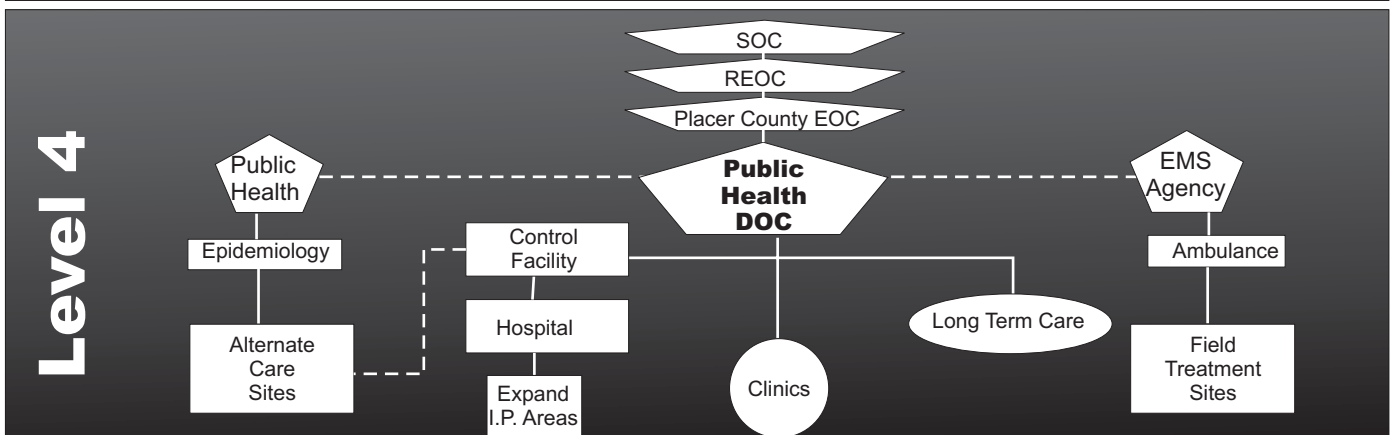 Level 4
SOC
REOC
Placer County EOC
Public
Health
DOC
Public
Health
Epidemiology
Alternate
Care
Sites
Control
Facility
Hospital
Expand
I.P. Areas
Clinics
Long Term Care
EMS
Agency
Ambulance
Field
Treatment
Sites